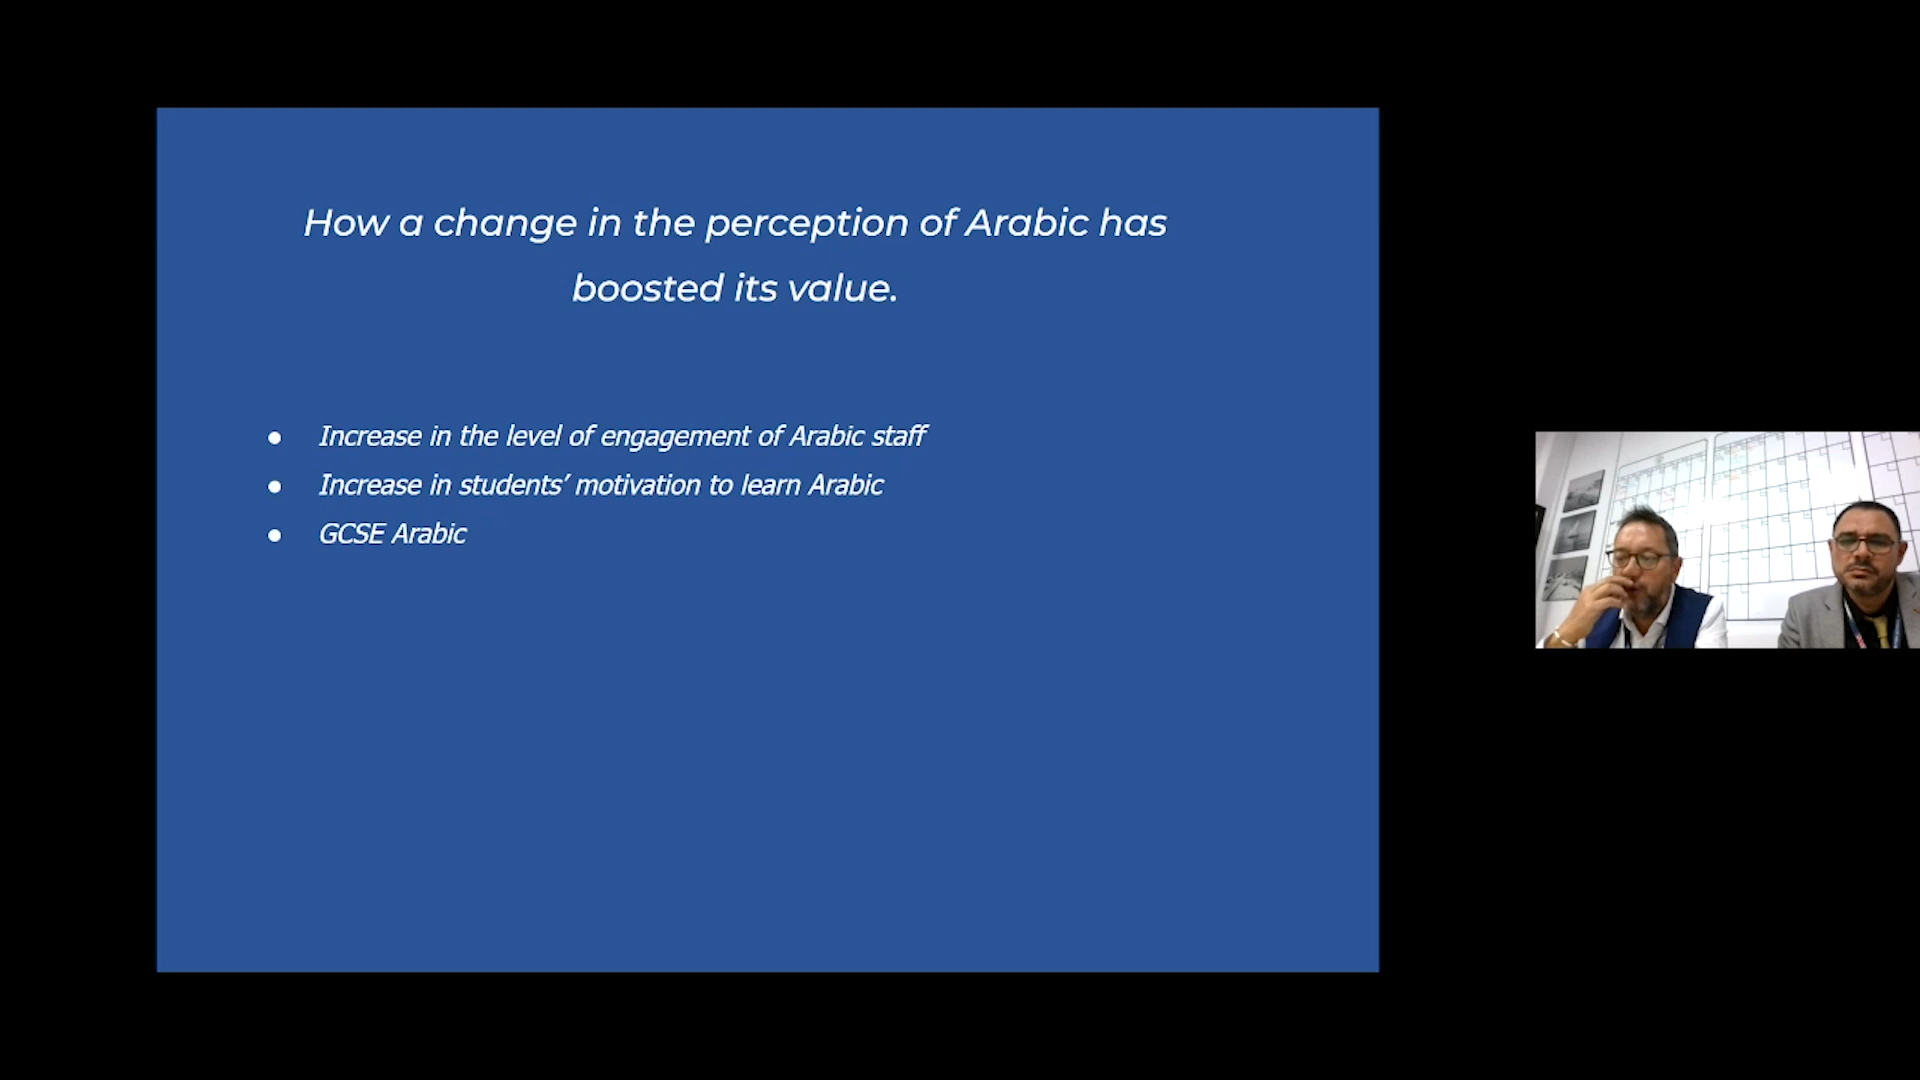 How a change in the perception of Arabic has
boosted its value.
● Increase in the level of engagement of Arabic staff
● Increase in students’ motivation to learn Arabic
● GCSE Arabic